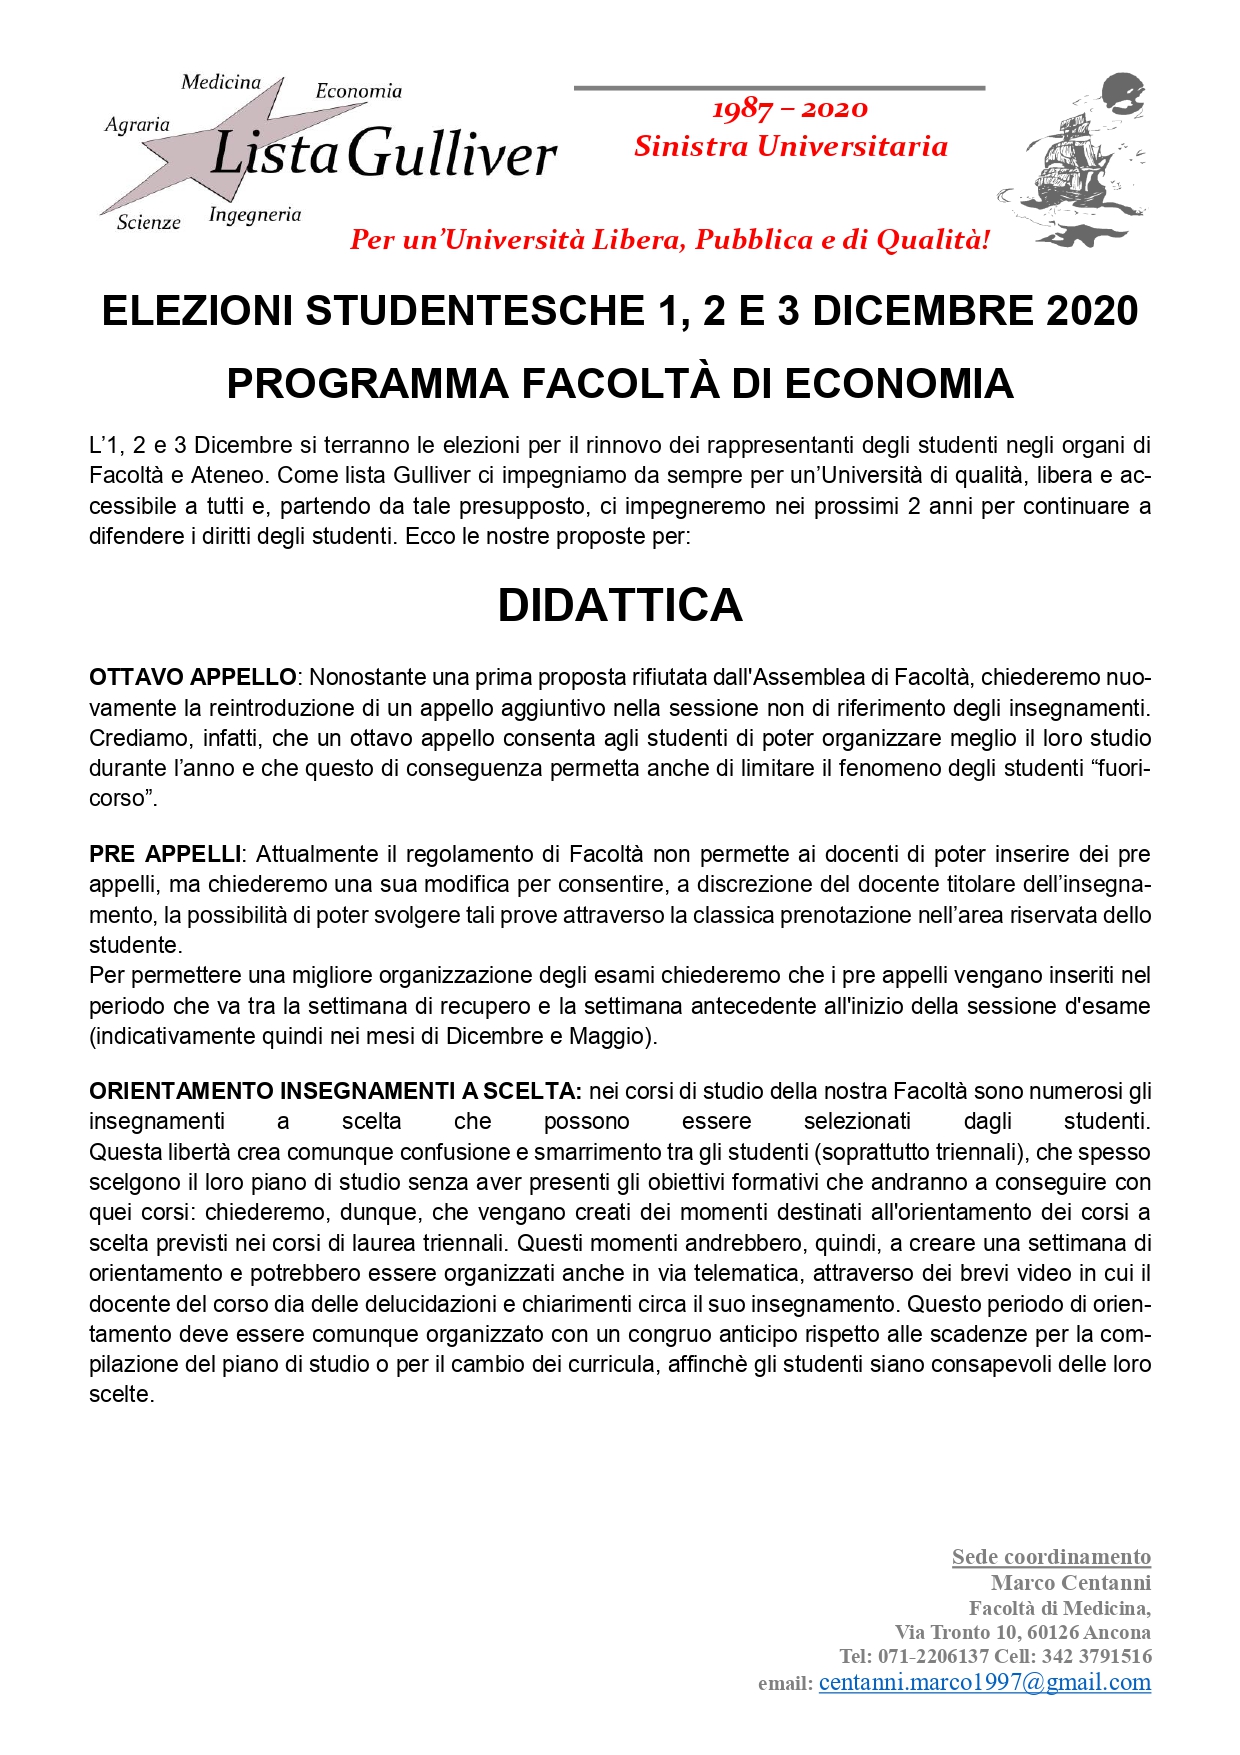 Medicina
Economia
Agraria
Lista Gulliver
Scienze
Ingegneria
1987 – 2020
Sinistra Universitaria
Per un’Università Libera, Pubblica e di Qualità!
ELEZIONI STUDENTESCHE 1, 2 E 3 DICEMBRE 2020
PROGRAMMA FACOLTÀ DI ECONOMIA
L’1, 2 e 3 Dicembre si terranno le elezioni per il rinnovo dei rappresentanti degli studenti negli organi di
Facoltà e Ateneo. Come lista Gulliver ci impegniamo da sempre per un’Università di qualità, libera e ac-
cessibile a tutti e, partendo da tale presupposto, ci impegneremo nei prossimi 2 anni per continuare a
difendere i diritti degli studenti. Ecco le nostre proposte per:
DIDATTICA
OTTAVO APPELLO: Nonostante una prima proposta rifiutata dall'Assemblea di Facoltà, chiederemo nuo-
vamente la reintroduzione di un appello aggiuntivo nella sessione non di riferimento degli insegnamenti.
Crediamo, infatti, che un ottavo appello consenta agli studenti di poter organizzare meglio il loro studio
durante l’anno e che questo di conseguenza permetta anche di limitare il fenomeno degli studenti “fuori-
corso”.
PRE APPELLI: Attualmente il regolamento di Facoltà non permette ai docenti di poter inserire dei pre
appelli, ma chiederemo una sua modifica per consentire, a discrezione del docente titolare dell’insegna-
mento, la possibilità di poter svolgere tali prove attraverso la classica prenotazione nell’area riservata dello
studente.
Per permettere una migliore organizzazione degli esami chiederemo che i pre appelli vengano inseriti nel
periodo che va tra la settimana di recupero e la settimana antecedente all'inizio della sessione d'esame
(indicativamente quindi nei mesi di Dicembre e Maggio).
ORIENTAMENTO INSEGNAMENTI A SCELTA: nei corsi di studio della nostra Facoltà sono numerosi gli
insegnamenti a scelta che possono essere selezionati dagli studenti.
Questa libertà crea comunque confusione e smarrimento tra gli studenti (soprattutto triennali), che spesso
scelgono il loro piano di studio senza aver presenti gli obiettivi formativi che andranno a conseguire con
quei corsi: chiederemo, dunque, che vengano creati dei momenti destinati all'orientamento dei corsi a
scelta previsti nei corsi di laurea triennali. Questi momenti andrebbero, quindi, a creare una settimana di
orientamento e potrebbero essere organizzati anche in via telematica, attraverso dei brevi video in cui il
docente del corso dia delle delucidazioni e chiarimenti circa il suo insegnamento. Questo periodo di orien-
tamento deve essere comunque organizzato con un congruo anticipo rispetto alle scadenze per la com-
pilazione del piano di studio o per il cambio dei curricula, affinchè gli studenti siano consapevoli delle loro
scelte.
Sede coordinamento
Marco Centanni
Facoltà di Medicina,
Via Tronto 10, 60126 Ancona
Tel: 071-2206137 Cell: 342 3791516
email: centanni.marco1997@gmail.com